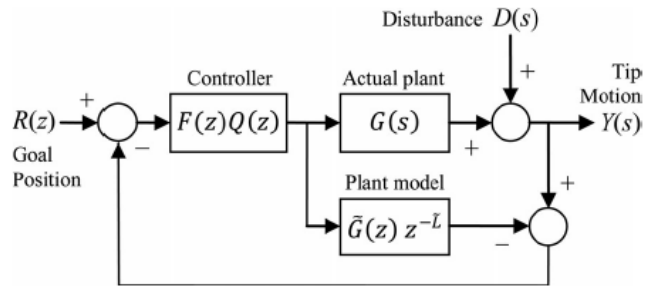 Disturbance D(s)
Controller
Actual plant
+
Tip
Motion
Y(s)
R(z)
+
−
F(z)Q(z)
G(s)
+
Goal
Position
Plant model
+
G̃(z) z^{-L̃}
−